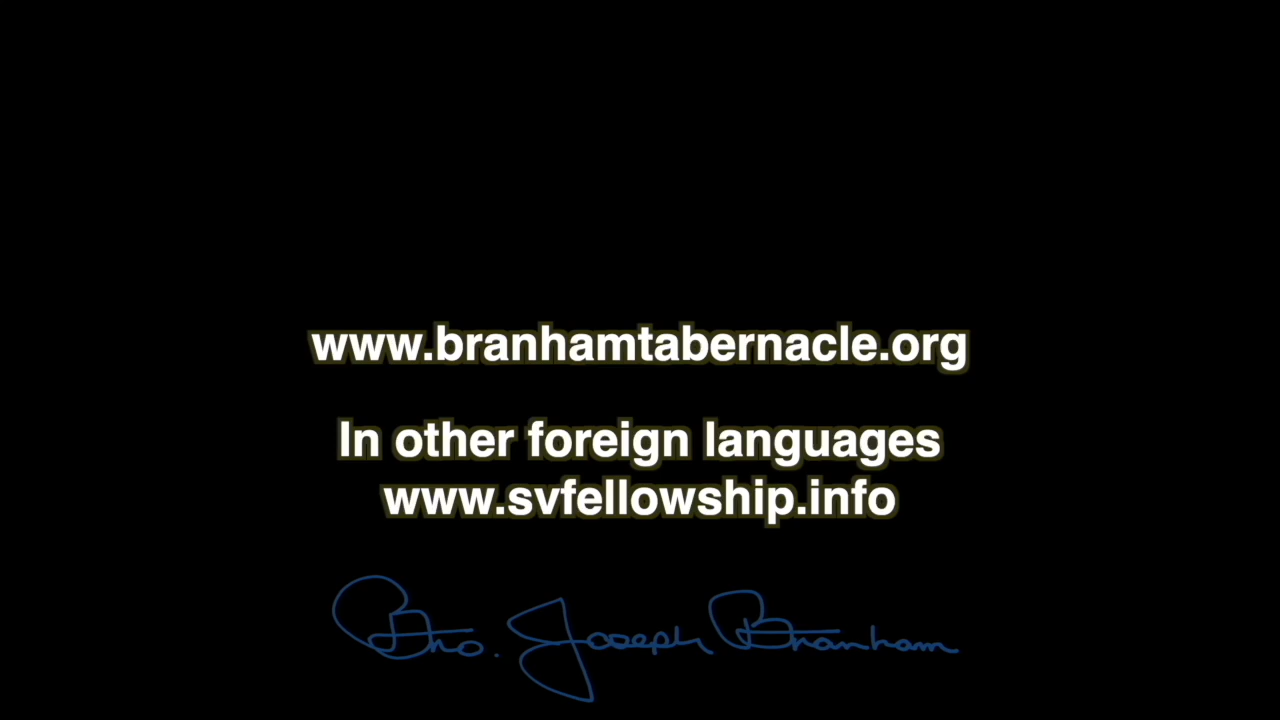 www.branhamtabernacle.org
In other foreign languages
www.svfellowship.info
Bro. Joseph Branham